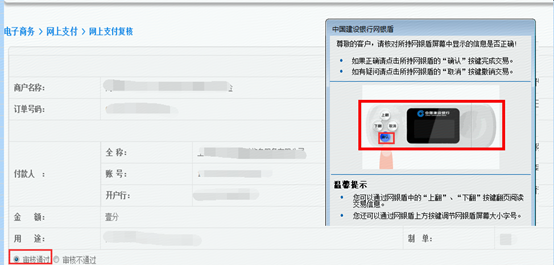 电子商务 > 网上支付 > 网上支付复核
商户名称：
订单号码：
付款人 ：
全 称：
账 号：
开户行：
金 额： 壹分
用 途：
制 单：
审核通过 审核不通过
中国建设银行网银盾
尊敬的客户，请核对所持网银盾屏幕中显示的信息是否正确！
如果正确请点击所持网银盾的“确认”按键完成交易。
如有疑问请点击所持网银盾的“取消”按键撤销交易。
上翻
下翻 取消
中国建设银行
温馨提示
您可以通过网银盾中的“上翻”、“下翻”按键翻页阅读
交易信息。
您还可以通过网银盾上方按键调节网银盾屏幕大小字号。